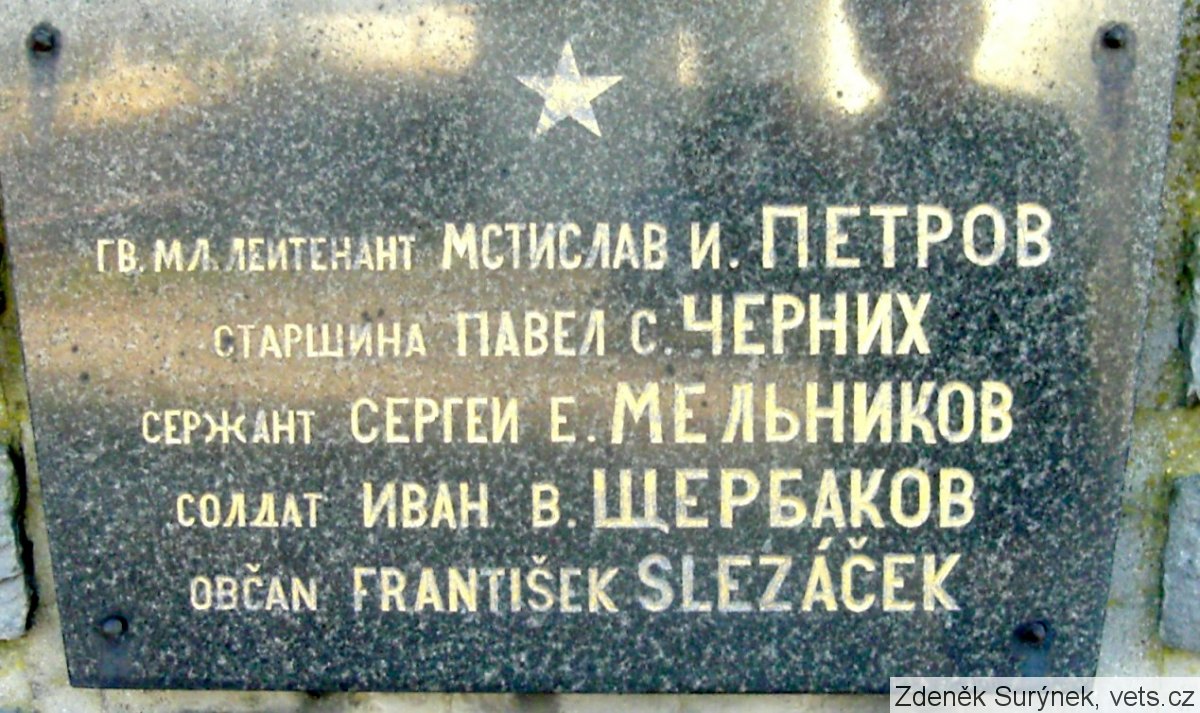 ГВ. МЛ. ЛЕИТЕНАНТ МСТИСЛАВ И. ПЕТРОВ
СТАРШИНА ПАВЕЛ С. ЧЕРНИХ
СЕРЖАНТ СЕРГЕИ Е. МЕЛЬНИКОВ
СОЛДАТ ИВАН В. ЩЕРБАКОВ
OBČAN FRANTIŠEK SLEZÁČEK
Zdeněk Surýnek, vets.cz